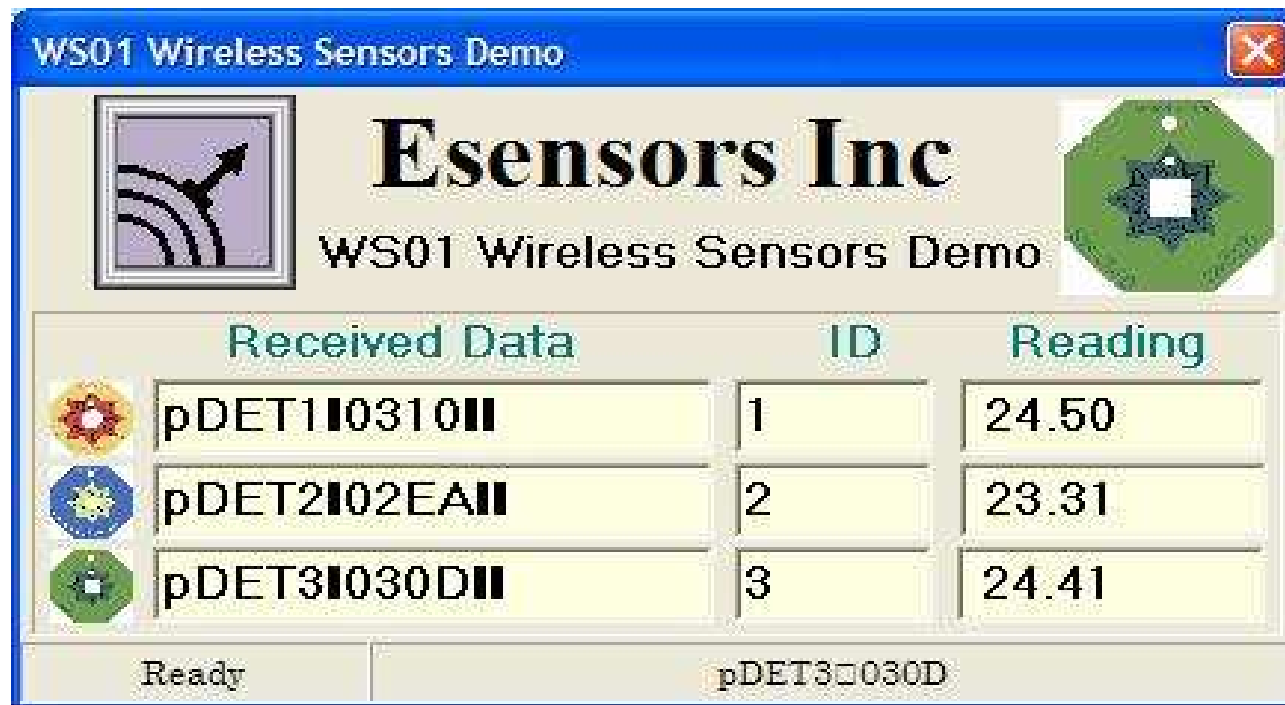 WS01 Wireless Sensors Demo
Esensors Inc
WS01 Wireless Sensors Demo
Received Data ID Reading
pDET1▮0310▮▮ 1 24.50
pDET2▮02EA▮▮ 2 23.31
pDET3▮030D▮▮ 3 24.41
Ready pDET3□030D